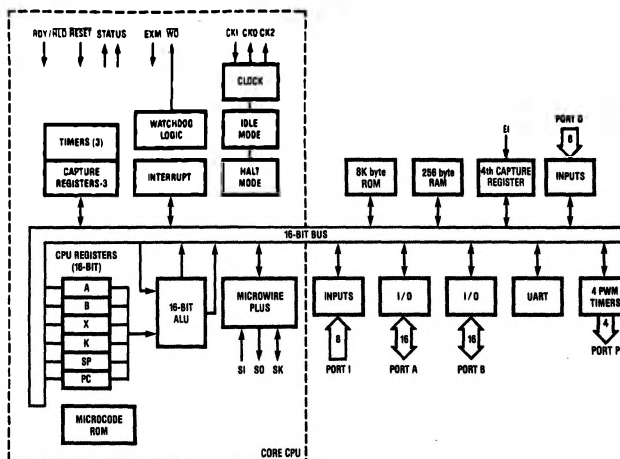 RDY/HLD RESET STATUS EXM WO CKI CKO CK2
CLOCK
WATCHDOG LOGIC
IDLE MODE
TIMERS (3)
CAPTURE REGISTERS-3
INTERRUPT
HALT MODE
PORT D
8
EI
8K byte ROM
256 byte RAM
4th CAPTURE REGISTER
INPUTS
16-BIT BUS
CPU REGISTERS (16-BIT)
A
B
X
K
SP
PC
16-BIT ALU
MICROWIRE PLUS
INPUTS
I/O
I/O
UART
4 PWM TIMERS
8
16
16
4
SI SO SK
PORT I
PORT A
PORT B
PORT P
MICROCODE ROM
CORE CPU